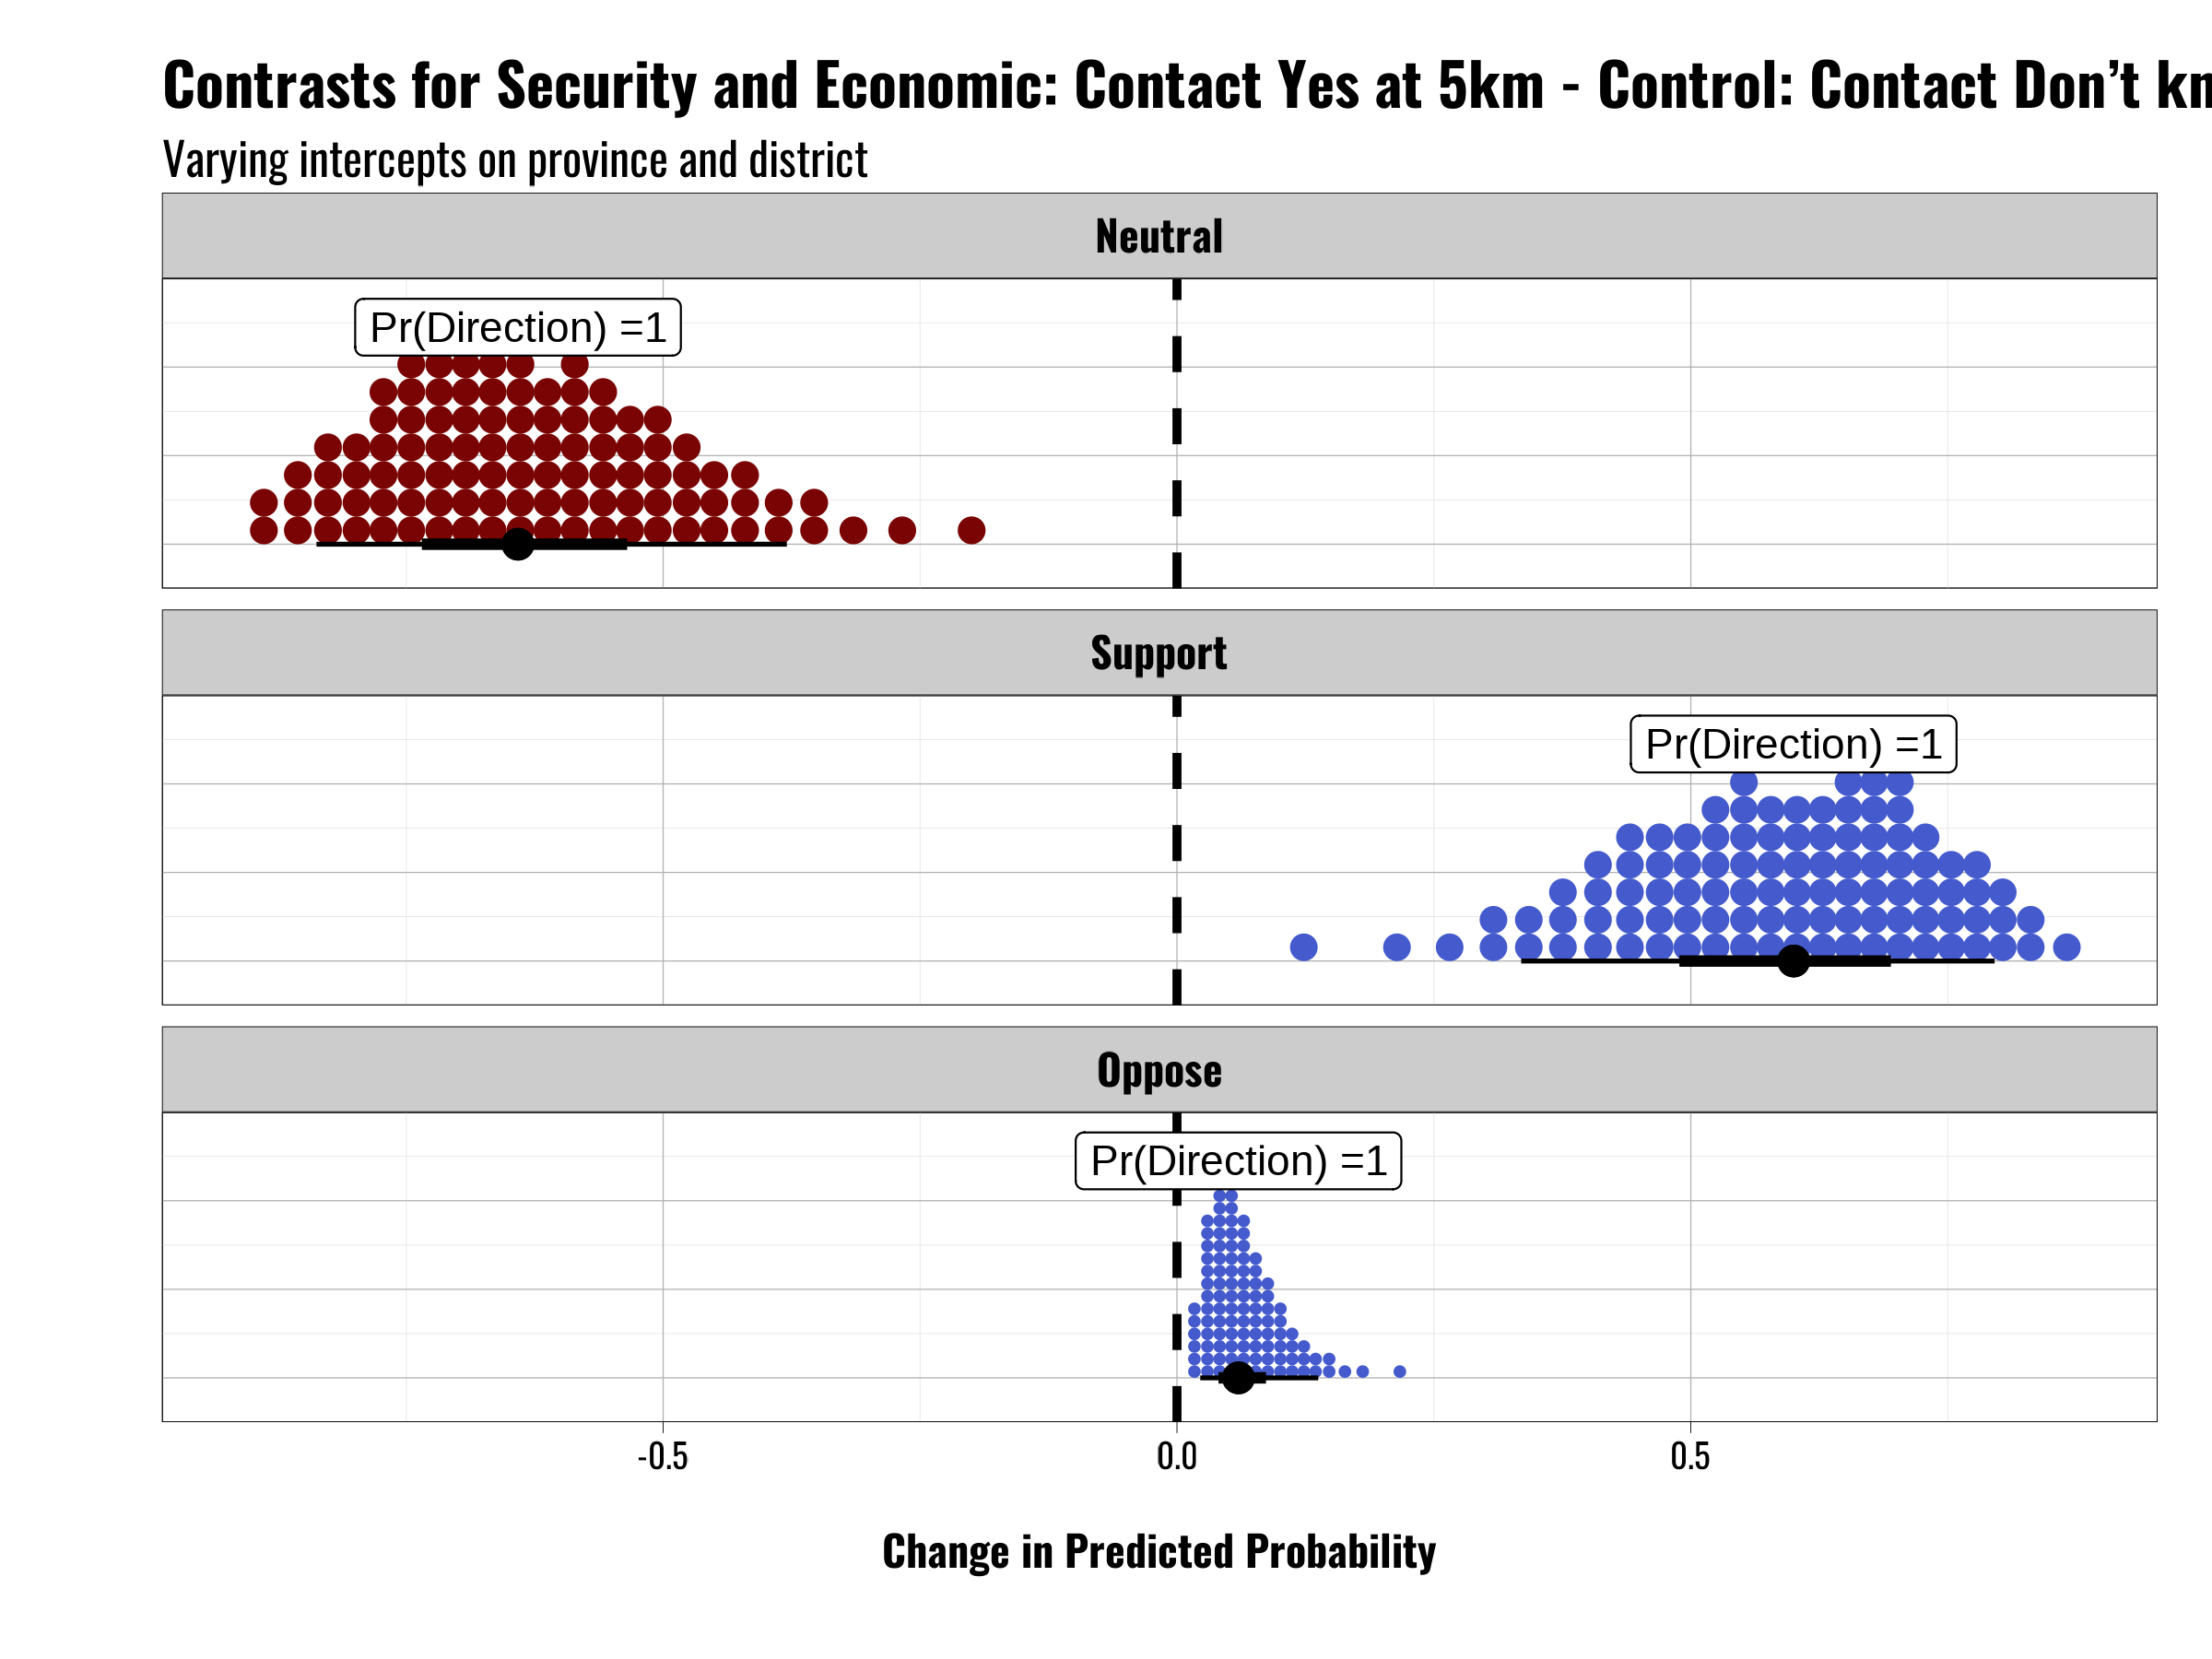 Contrasts for Security and Economic: Contact Yes at 5km - Control: Contact Don’t
Varying intercepts on province and district
Neutral
Pr(Direction) =1
Support
Pr(Direction) =1
Oppose
Pr(Direction) =1
-0.5 0.0 0.5
Change in Predicted Probability